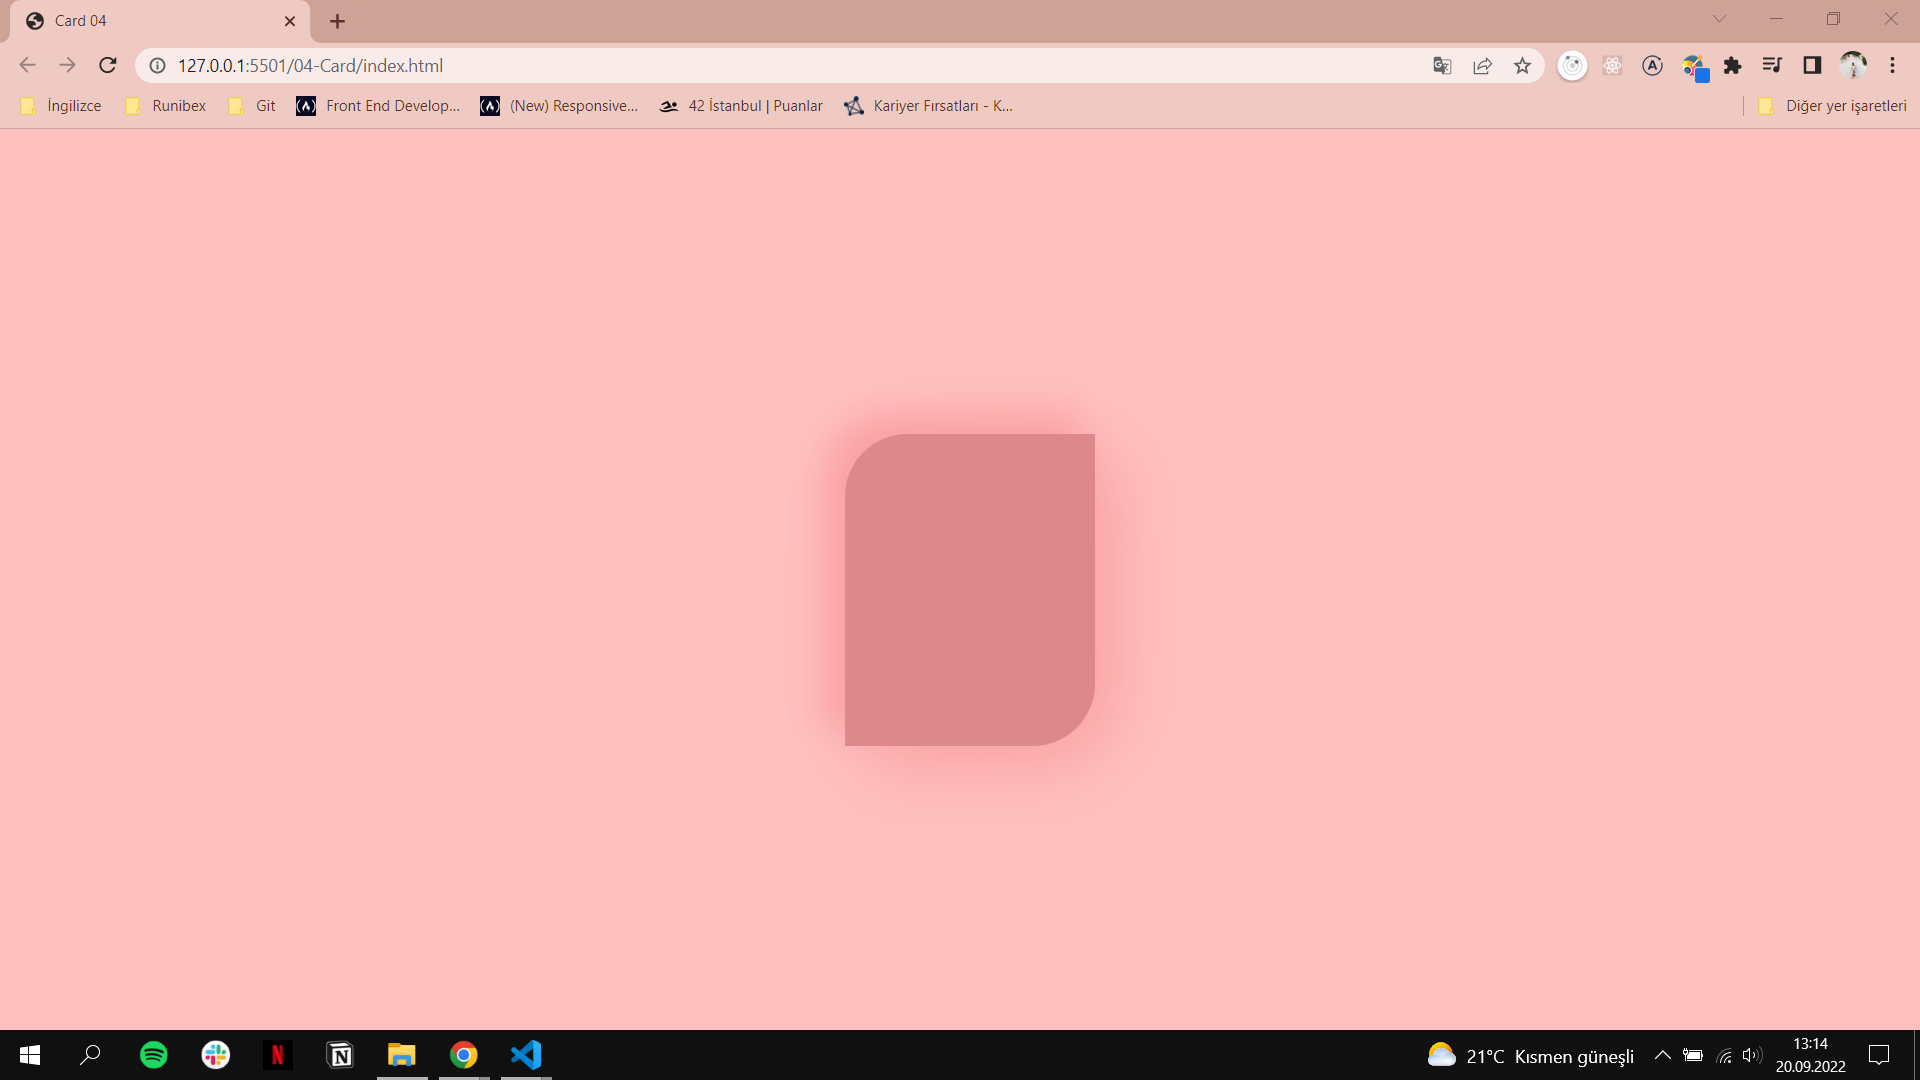 Card 04
127.0.0.1:5501/04-Card/index.html
İngilizce Runibex Git Front End Develop... (New) Responsive... 42 İstanbul | Puanlar Kariyer Fırsatları - K... Diğer yer işaretleri
21°C Kısmen güneşli
13:14
20.09.2022